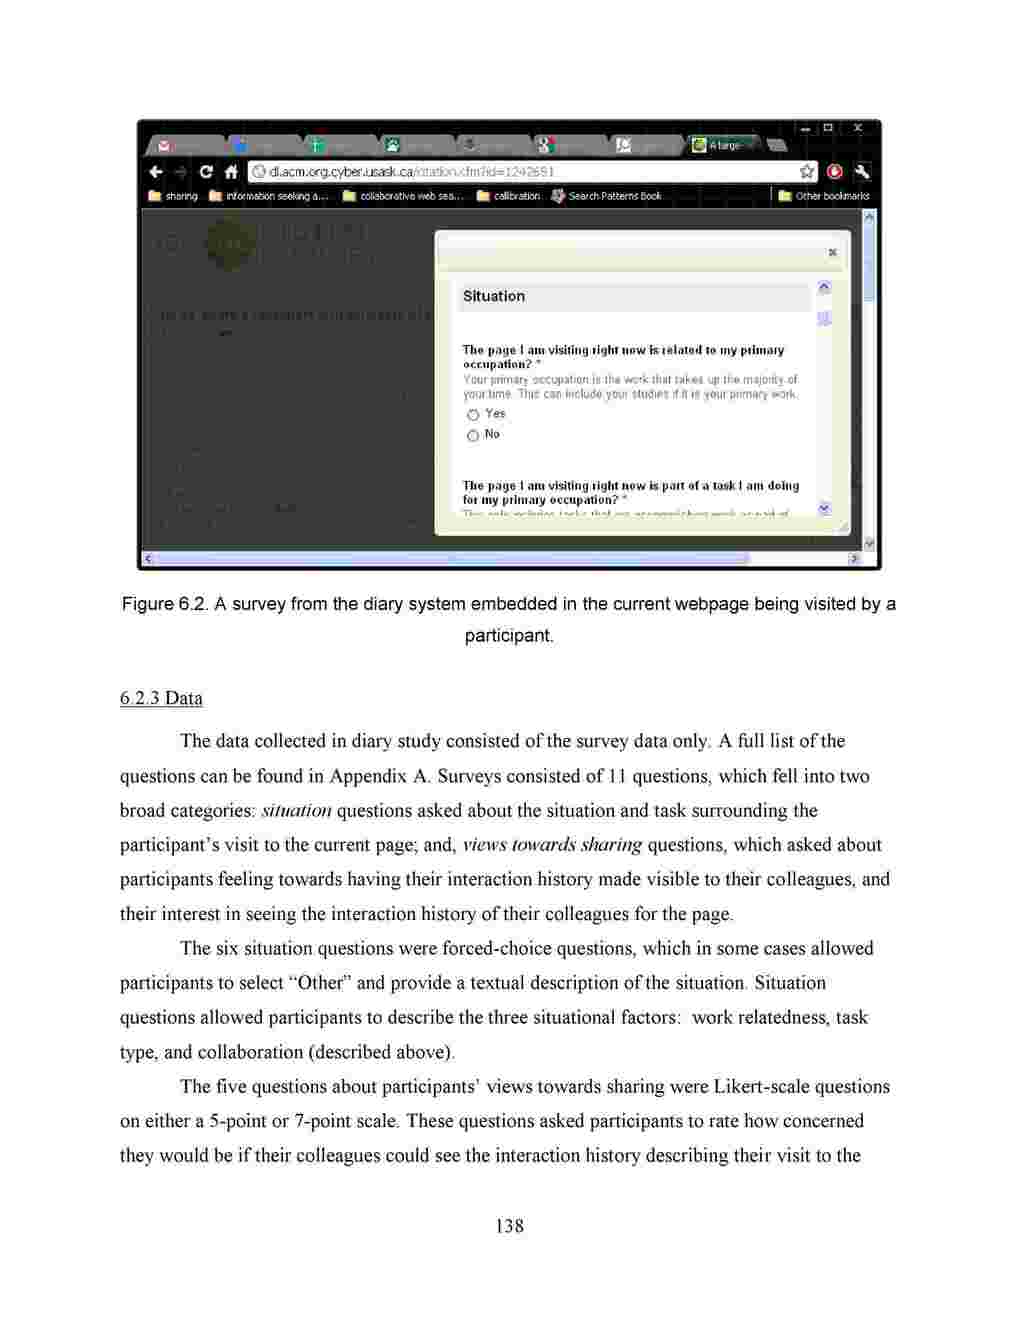 A large
dl.acm.org.cyber.usask.ca/citation.cfm?id=1242691
sharing information seeking a... collaborative web sea... calibration Search Patterns Book Other bookmarks
Situation
The page I am visiting right now is related to my primary
occupation? *
Your primary occupation is the work that takes up the majority of
your time. This can include your studies if it is your primary work.
Yes
No
The page I am visiting right now is part of a task I am doing
for my primary occupation? *
Figure 6.2. A survey from the diary system embedded in the current webpage being visited by a
participant.
6.2.3 Data
The data collected in diary study consisted of the survey data only. A full list of the
questions can be found in Appendix A. Surveys consisted of 11 questions, which fell into two
broad categories: situation questions asked about the situation and task surrounding the
participant's visit to the current page; and, views towards sharing questions, which asked about
participants feeling towards having their interaction history made visible to their colleagues, and
their interest in seeing the interaction history of their colleagues for the page.
The six situation questions were forced-choice questions, which in some cases allowed
participants to select “Other” and provide a textual description of the situation. Situation
questions allowed participants to describe the three situational factors:  work relatedness, task
type, and collaboration (described above).
The five questions about participants' views towards sharing were Likert-scale questions
on either a 5-point or 7-point scale. These questions asked participants to rate how concerned
they would be if their colleagues could see the interaction history describing their visit to the
138